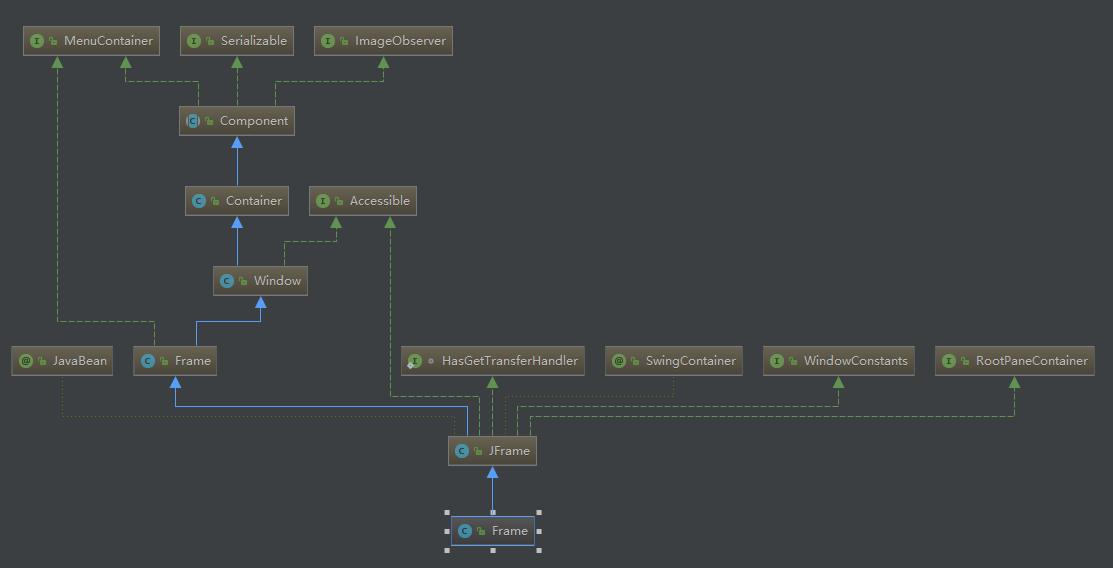 MenuContainer
Serializable
ImageObserver
Component
Container
Accessible
Window
JavaBean
Frame
HasGetTransferHandler
SwingContainer
WindowConstants
RootPaneContainer
JFrame
Frame